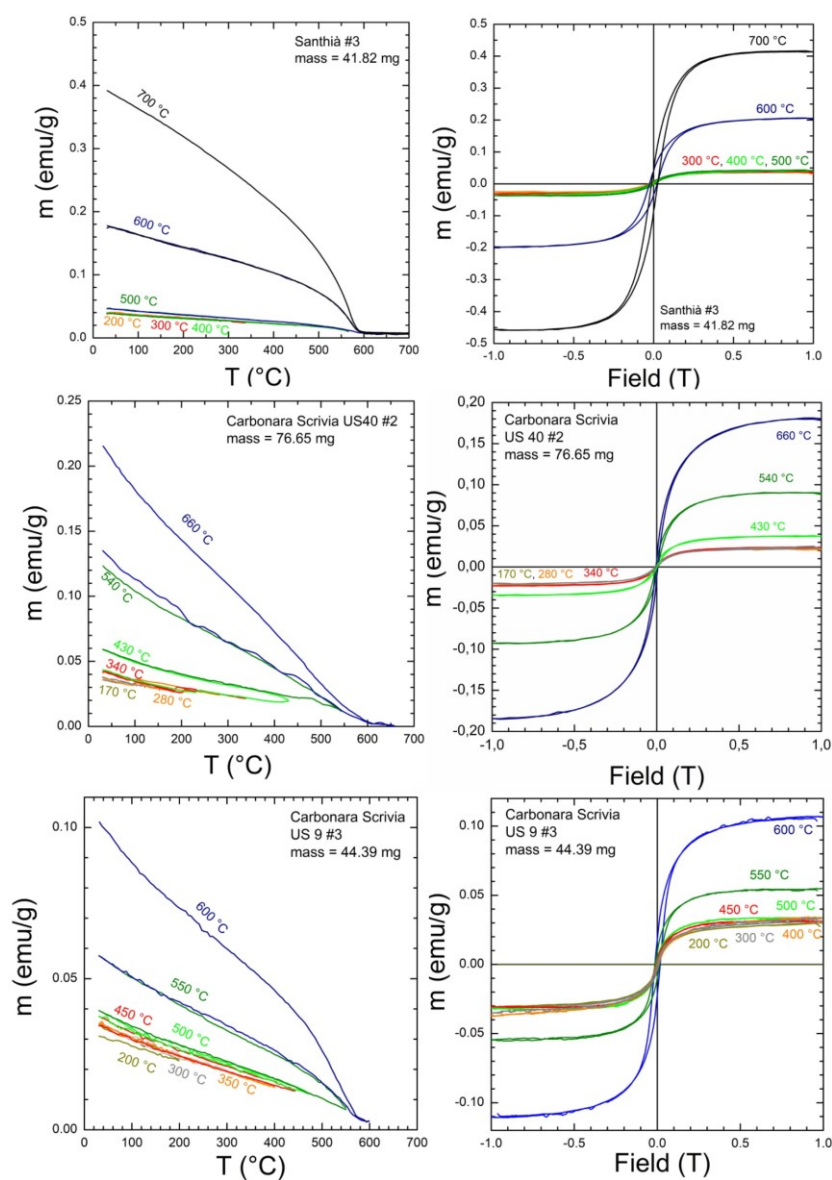 Santhià #3
mass = 41.82 mg
700 °C
600 °C
500 °C
200 °C 300 °C 400 °C
m (emu/g)
0.5
0.4
0.3
0.2
0.1
0.0
0 100 200 300 400 500 600 700
T (°C)
700 °C
600 °C
300 °C, 400 °C, 500 °C
Santhià #3
mass = 41.82 mg
m (emu/g)
0.5
0.4
0.3
0.2
0.1
0.0
-0.1
-0.2
-0.3
-0.4
-0.5
-1.0 -0.5 0.0 0.5 1.0
Field (T)
Carbonara Scrivia US40 #2
mass = 76.65 mg
660 °C
540 °C
430 °C
340 °C
170 °C 280 °C
m (emu/g)
0.25
0.20
0.15
0.10
0.05
0.00
0 100 200 300 400 500 600 700
T (°C)
Carbonara Scrivia
US 40 #2
mass = 76.65 mg
660 °C
540 °C
430 °C
170 °C, 280 °C 340 °C
m (emu/g)
0,20
0,15
0,10
0,05
0,00
-0,05
-0,10
-0,15
-0,20
-1,0 -0,5 0,0 0,5 1,0
Field (T)
Carbonara Scrivia
US 9 #3
mass = 44.39 mg
600 °C
550 °C
450 °C
500 °C
200 °C 300 °C 350 °C
m (emu/g)
0.10
0.05
0.00
0 100 200 300 400 500 600 700
T (°C)
Carbonara Scrivia
US 9 #3
mass = 44.39 mg
600 °C
550 °C
450 °C 500 °C
200 °C 300 °C 400 °C
m (emu/g)
0.10
0.05
0.00
-0.05
-0.10
-1.0 -0.5 0.0 0.5 1.0
Field (T)